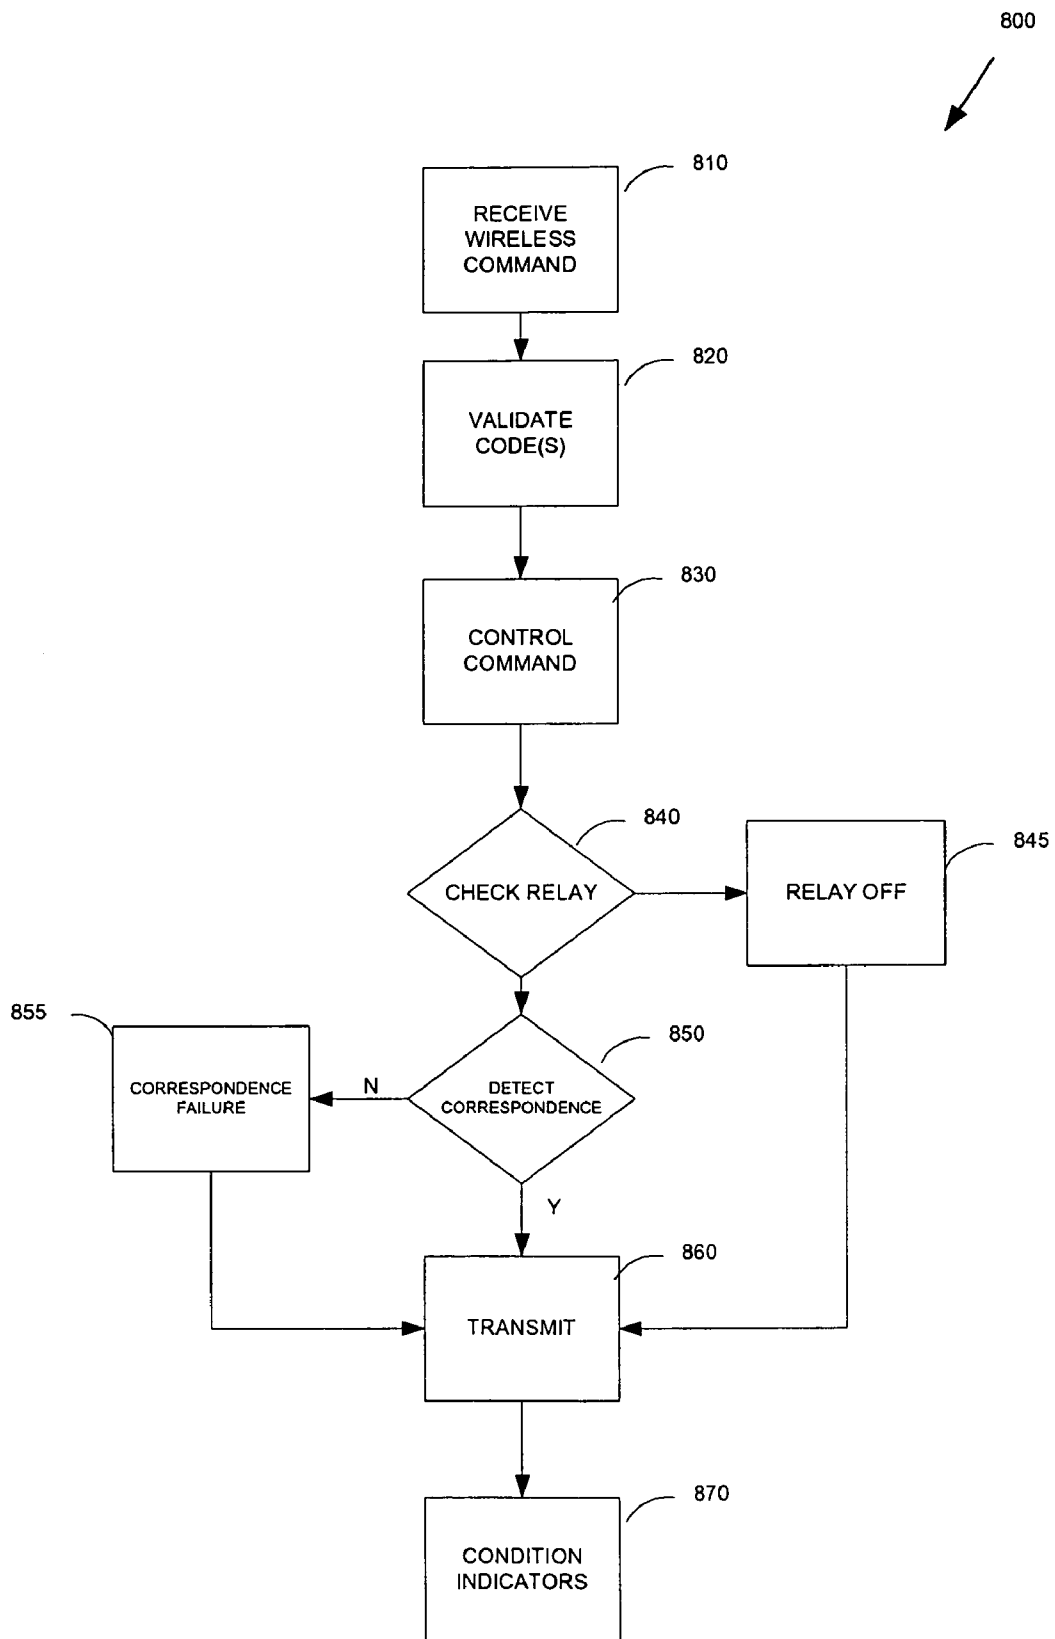 800
810
RECEIVE
WIRELESS
COMMAND
820
VALIDATE
CODE(S)
830
CONTROL
COMMAND
840
CHECK RELAY
845
RELAY OFF
855
CORRESPONDENCE
FAILURE
N
850
DETECT
CORRESPONDENCE
Y
860
TRANSMIT
870
CONDITION
INDICATORS